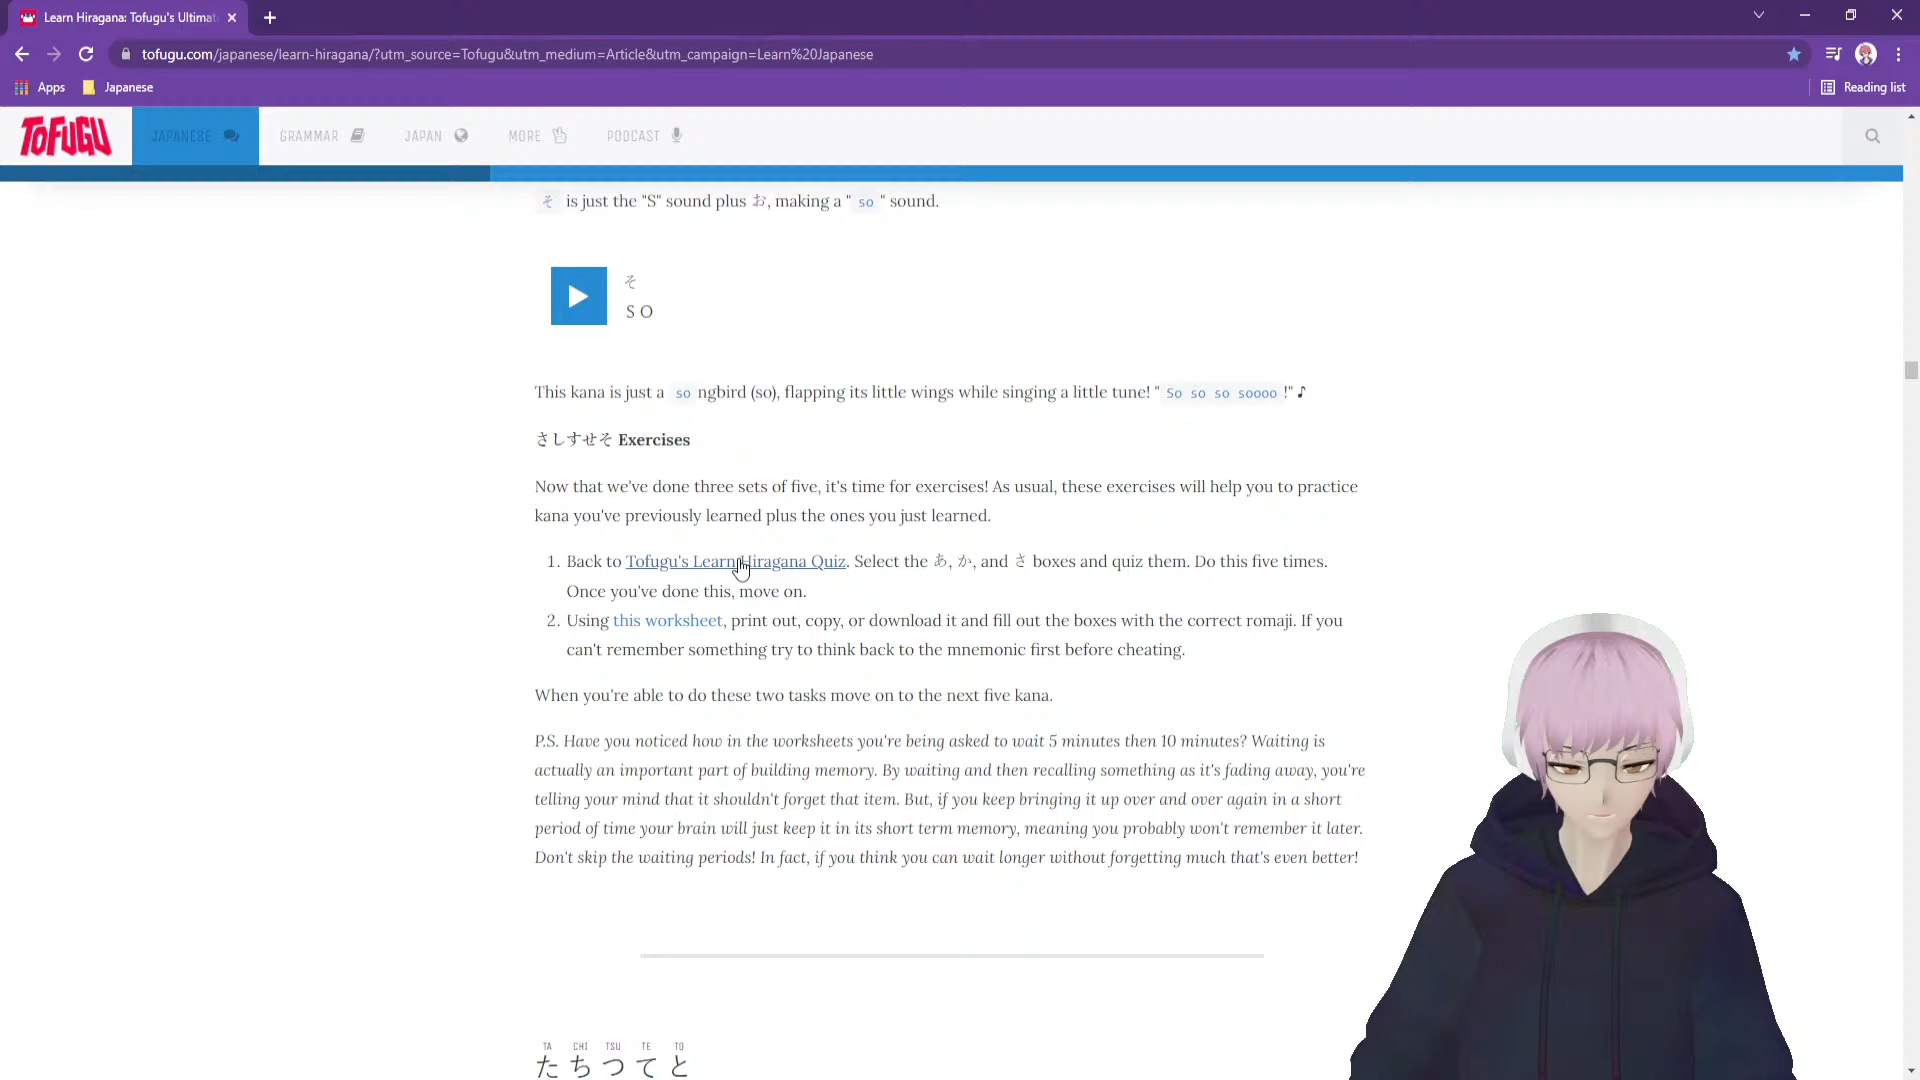 Learn Hiragana: Tofugu's Ultima
tofugu.com/japanese/learn-hiragana/?utm_source=Tofugu&utm_medium=Article&utm_campaign=Learn%20Japanese
Apps Japanese Reading list
TOFUGU JAPANESE GRAMMAR JAPAN MORE PODCAST
そ is just the "S" sound plus お, making a " so " sound.
そ
SO
This kana is just a so ngbird (so), flapping its little wings while singing a little tune! " So so so soooo !" ♪
さしすせそ Exercises
Now that we've done three sets of five, it's time for exercises! As usual, these exercises will help you to practice
kana you've previously learned plus the ones you just learned.
1. Back to Tofugu's Learn Hiragana Quiz. Select the あ, か, and さ boxes and quiz them. Do this five times.
Once you've done this, move on.
2. Using this worksheet, print out, copy, or download it and fill out the boxes with the correct romaji. If you
can't remember something try to think back to the mnemonic first before cheating.
When you're able to do these two tasks move on to the next five kana.
P.S. Have you noticed how in the worksheets you're being asked to wait 5 minutes then 10 minutes? Waiting is
actually an important part of building memory. By waiting and then recalling something as it's fading away, you're
telling your mind that it shouldn't forget that item. But, if you keep bringing it up over and over again in a short
period of time your brain will just keep it in its short term memory, meaning you probably won't remember it later.
Don't skip the waiting periods! In fact, if you think you can wait longer without forgetting much that's even better!
TA CHI TSU TE TO
た ち つ て と